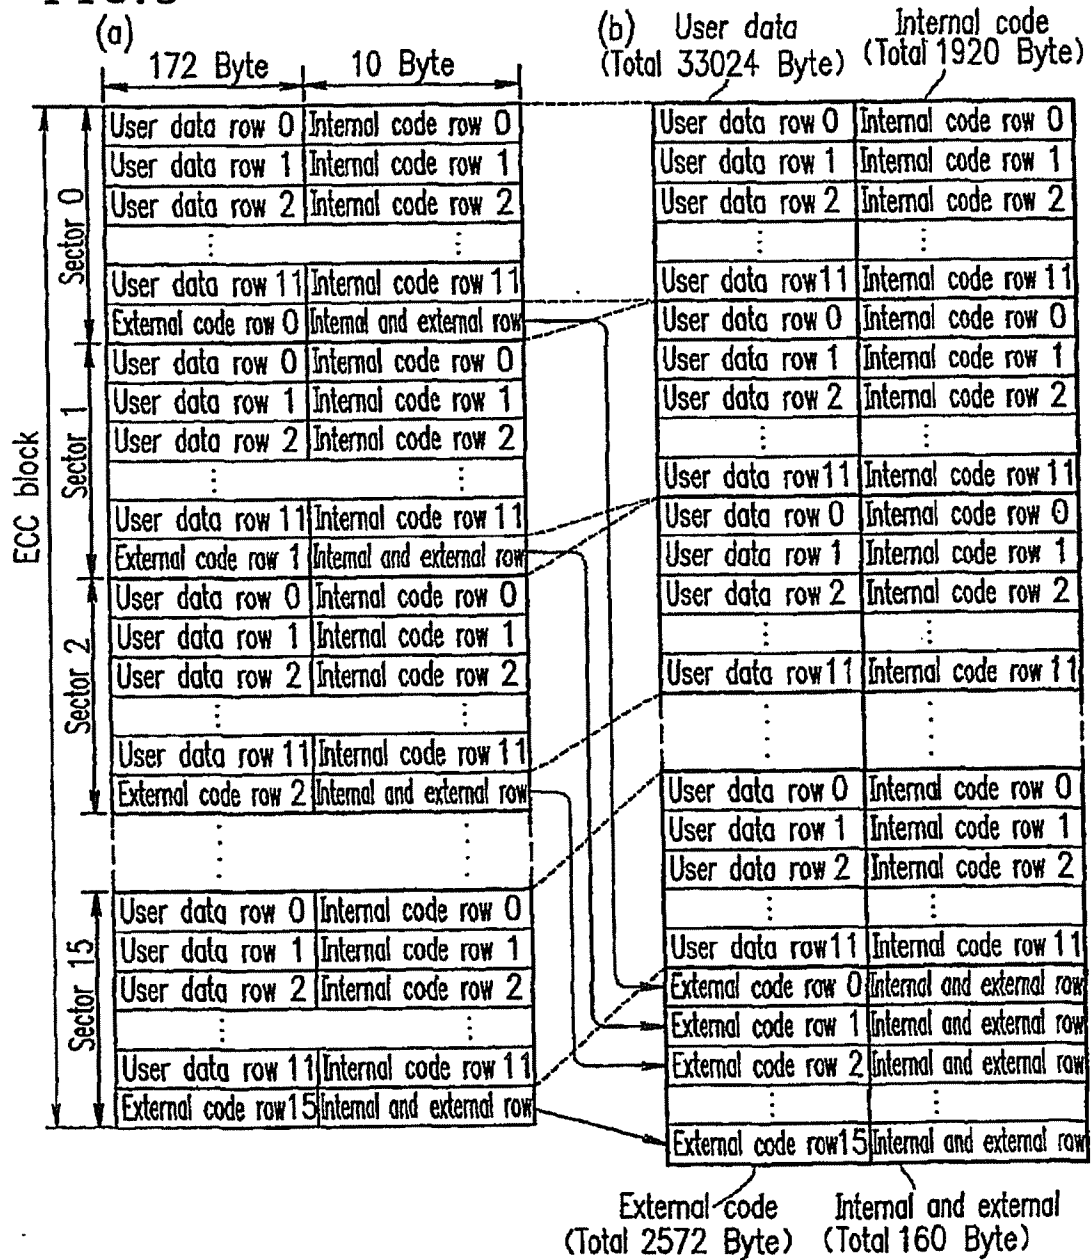 (a)
172 Byte
10 Byte
ECC block
Sector 0
User data row 0 Internal code row 0
User data row 1 Internal code row 1
User data row 2 Internal code row 2
User data row 11 Internal code row 11
External code row 0 Internal and external row
Sector 1
User data row 0 Internal code row 0
User data row 1 Internal code row 1
User data row 2 Internal code row 2
User data row 11 Internal code row 11
External code row 1 Internal and external row
Sector 2
User data row 0 Internal code row 0
User data row 1 Internal code row 1
User data row 2 Internal code row 2
User data row 11 Internal code row 11
External code row 2 Internal and external row
Sector 15
User data row 0 Internal code row 0
User data row 1 Internal code row 1
User data row 2 Internal code row 2
User data row 11 Internal code row 11
External code row 15 Internal and external row
(b)
User data
(Total 33024 Byte)
Internal code
(Total 1920 Byte)
User data row 0 Internal code row 0
User data row 1 Internal code row 1
User data row 2 Internal code row 2
User data row 11 Internal code row 11
User data row 0 Internal code row 0
User data row 1 Internal code row 1
User data row 2 Internal code row 2
User data row 11 Internal code row 11
User data row 0 Internal code row 0
User data row 1 Internal code row 1
User data row 2 Internal code row 2
User data row 11 Internal code row 11
User data row 0 Internal code row 0
User data row 1 Internal code row 1
User data row 2 Internal code row 2
User data row 11 Internal code row 11
External code row 0 Internal and external row
External code row 1 Internal and external row
External code row 2 Internal and external row
External code row 15 Internal and external row
External code
(Total 2572 Byte)
Internal and external
(Total 160 Byte)